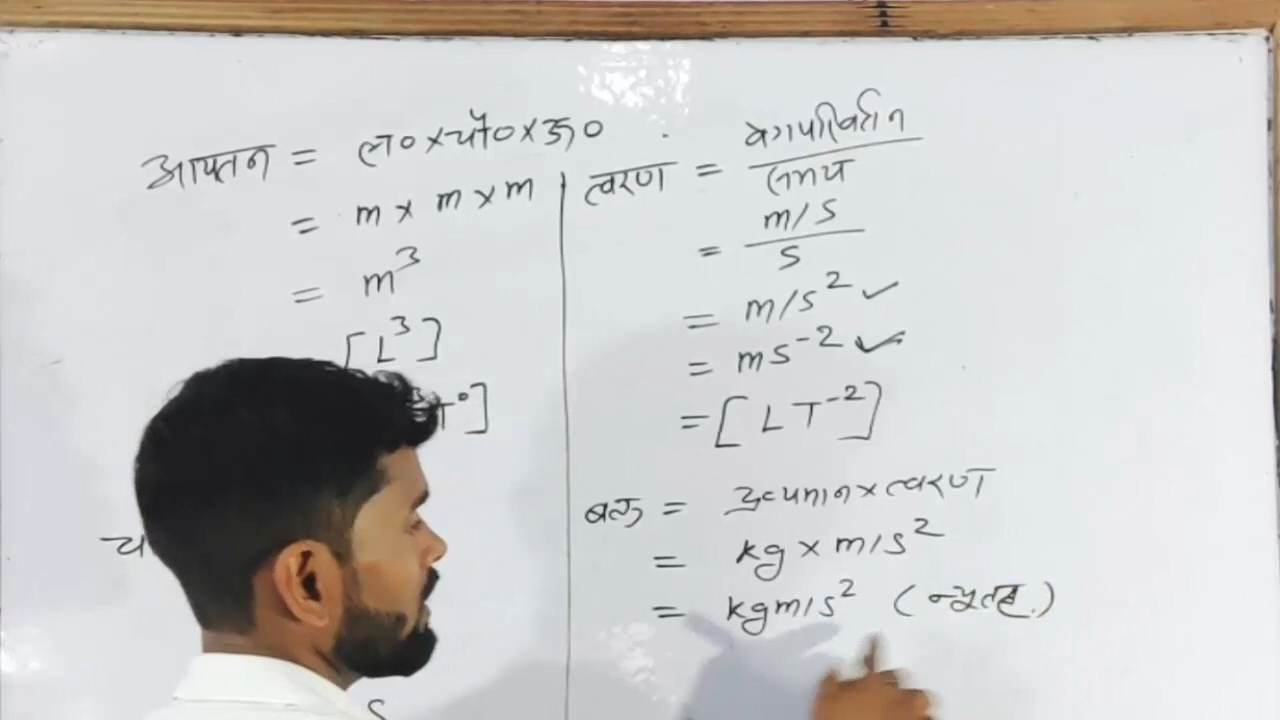 आयतन = ल० × चौ० × ऊ०
= m × m × m
= m³
[L³]
T⁰]
च
S
त्वरण = वेगपरिवर्तन / समय
= m/s / s
= m/s² ✓
= ms⁻² ✓
= [LT⁻²]
बल = द्रव्यमान × त्वरण
= kg × m/s²
= kgm/s² (न्यूटन)